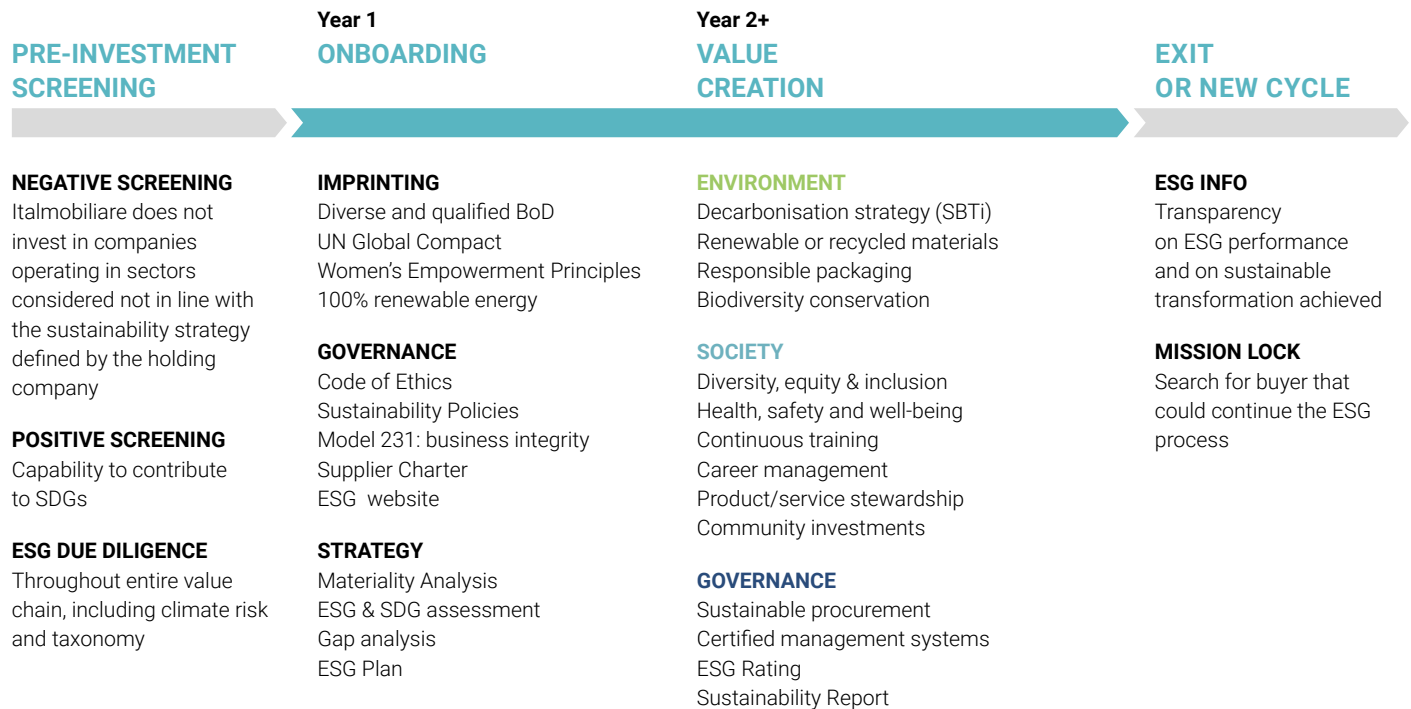 PRE-INVESTMENT
SCREENING
NEGATIVE SCREENING
Italmobiliare does not
invest in companies
operating in sectors
considered not in line with
the sustainability strategy
defined by the holding
company
POSITIVE SCREENING
Capability to contribute
to SDGs
ESG DUE DILIGENCE
Throughout entire value
chain, including climate risk
and taxonomy
Year 1
ONBOARDING
IMPRINTING
Diverse and qualified BoD
UN Global Compact
Women’s Empowerment Principles
100% renewable energy
GOVERNANCE
Code of Ethics
Sustainability Policies
Model 231: business integrity
Supplier Charter
ESG website
STRATEGY
Materiality Analysis
ESG & SDG assessment
Gap analysis
ESG Plan
Year 2+
VALUE
CREATION
ENVIRONMENT
Decarbonisation strategy (SBTi)
Renewable or recycled materials
Responsible packaging
Biodiversity conservation
SOCIETY
Diversity, equity & inclusion
Health, safety and well-being
Continuous training
Career management
Product/service stewardship
Community investments
GOVERNANCE
Sustainable procurement
Certified management systems
ESG Rating
Sustainability Report
EXIT
OR NEW CYCLE
ESG INFO
Transparency
on ESG performance
and on sustainable
transformation achieved
MISSION LOCK
Search for buyer that
could continue the ESG
process